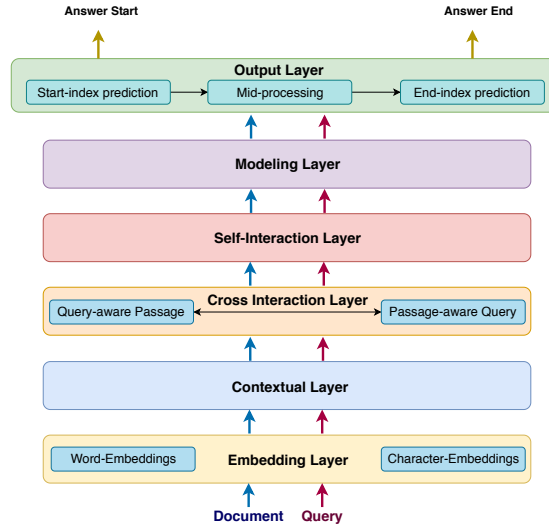 Answer Start
Answer End
Output Layer
Start-index prediction
Mid-processing
End-index prediction
Modeling Layer
Self-Interaction Layer
Cross Interaction Layer
Query-aware Passage
Passage-aware Query
Contextual Layer
Word-Embeddings
Embedding Layer
Character-Embeddings
Document
Query